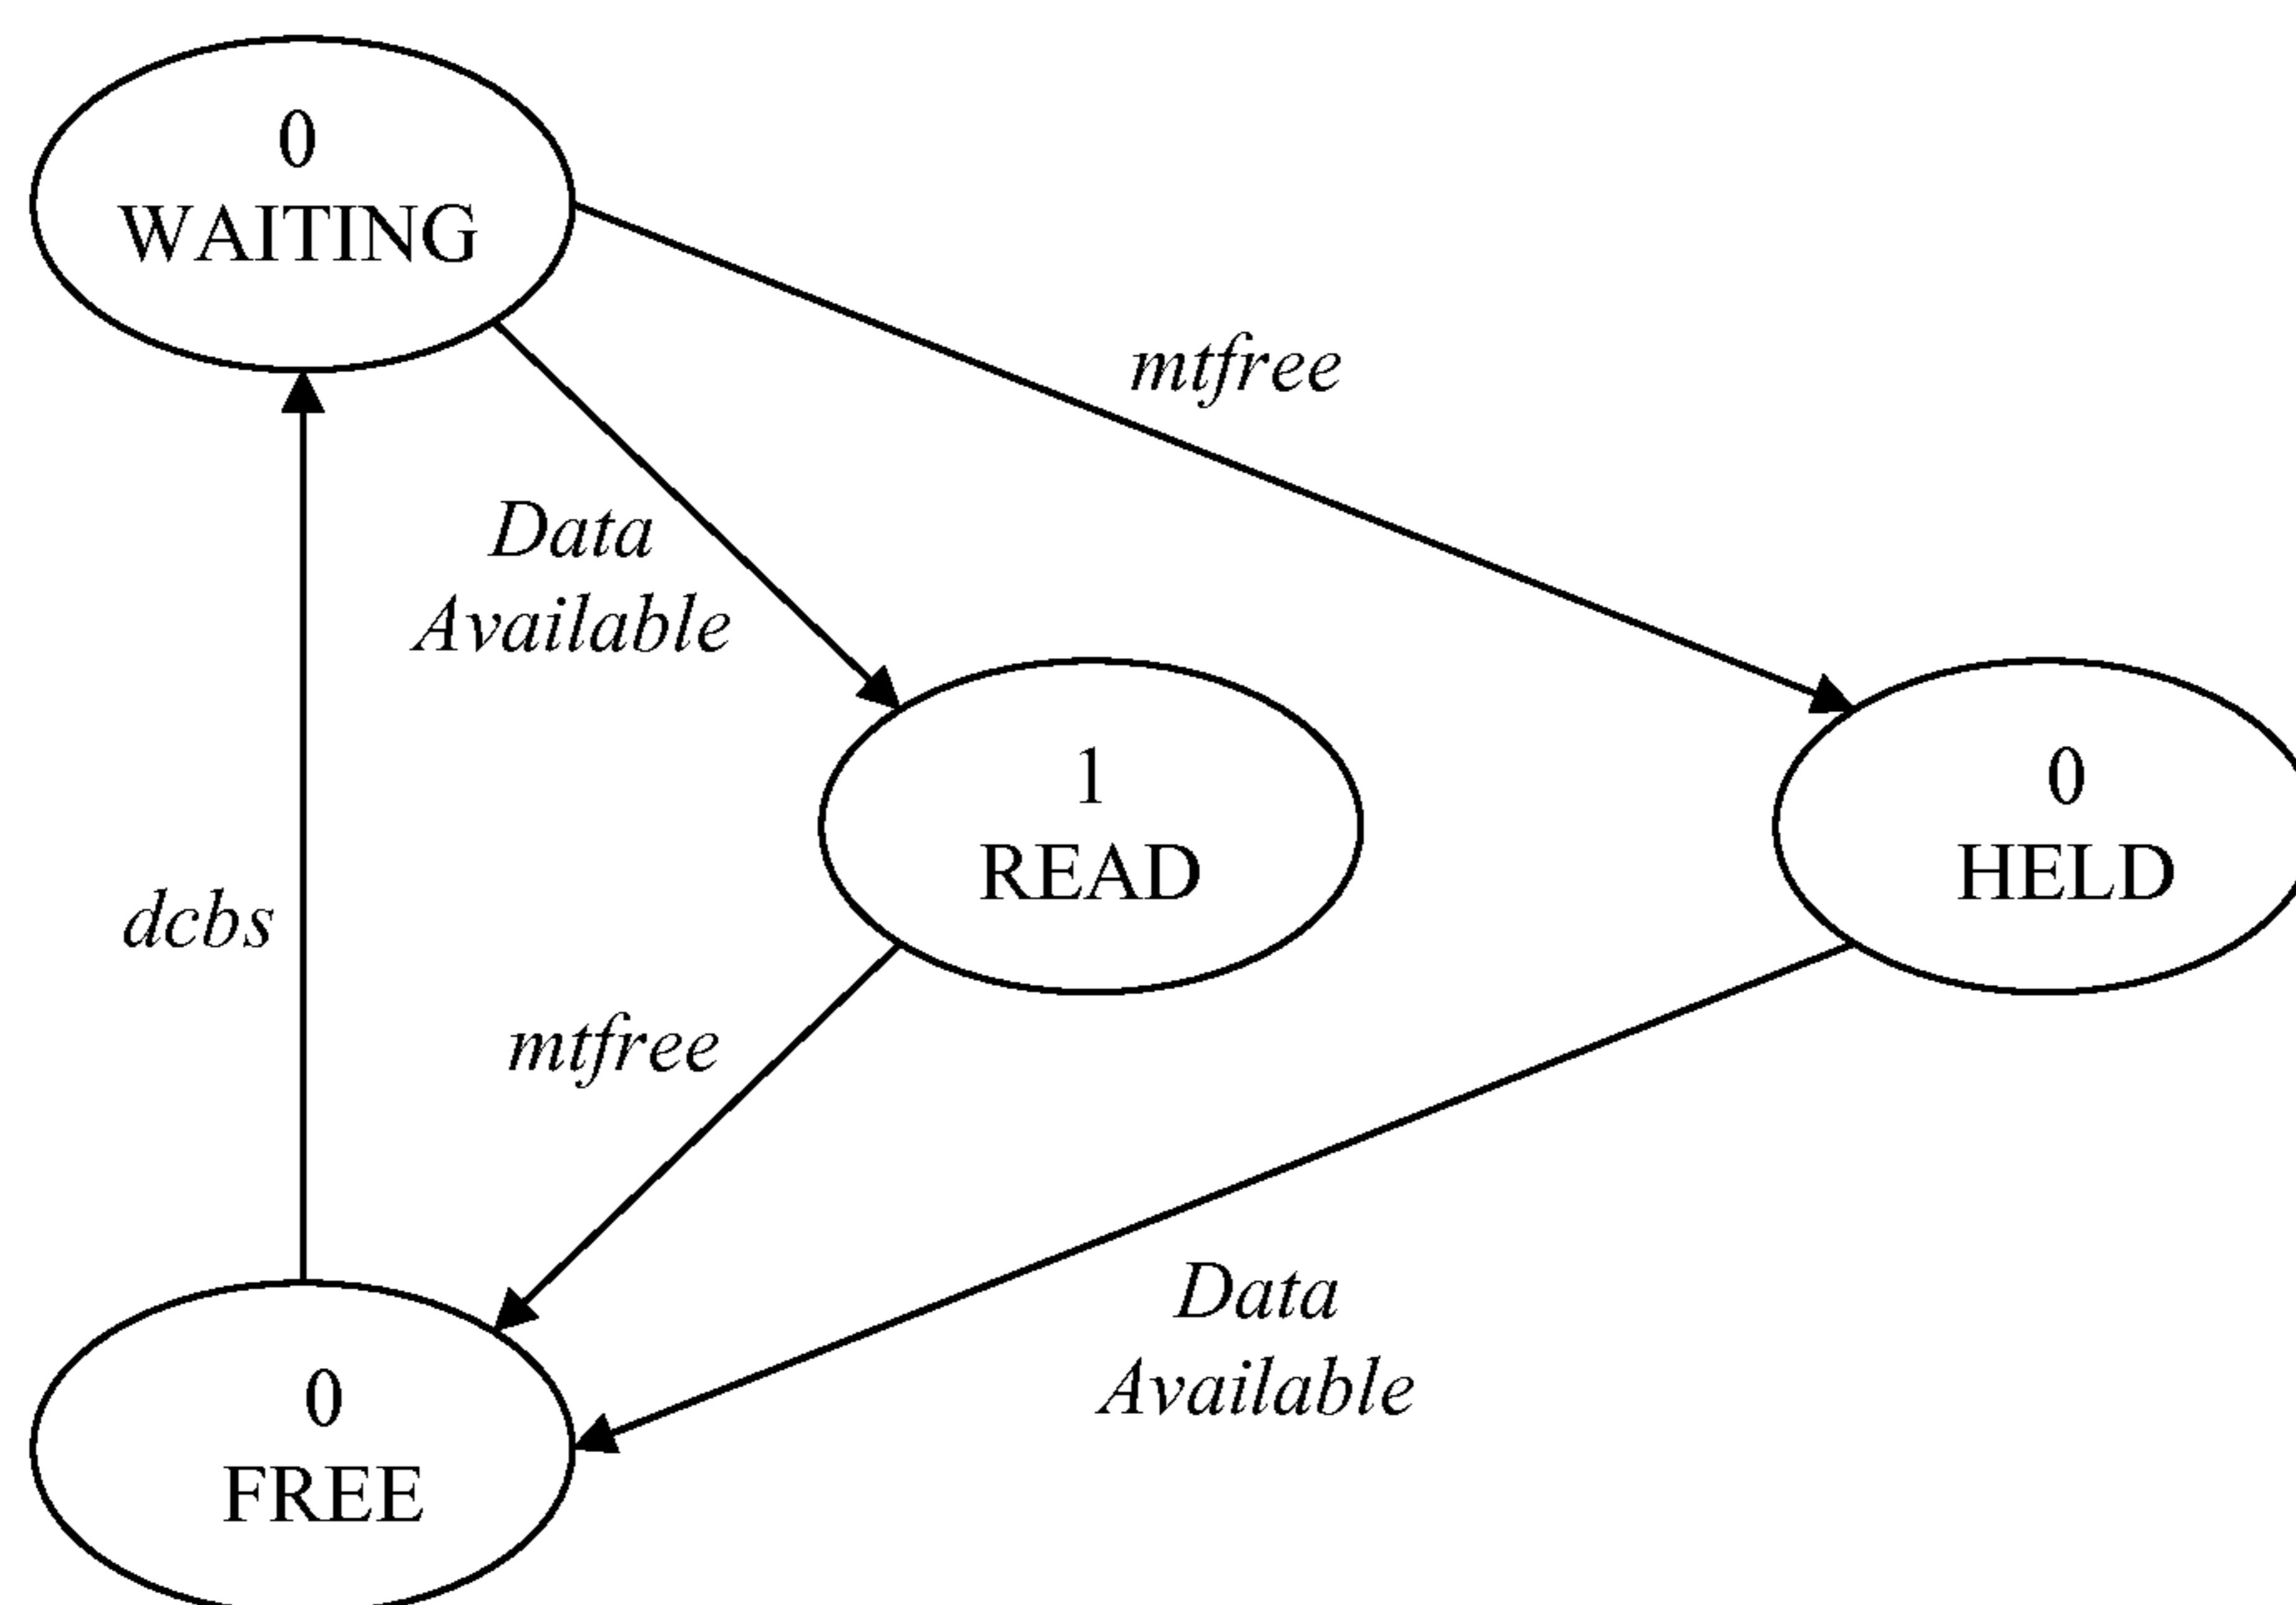 0
WAITING
mtfree
Data
Available
1
READ
0
HELD
dcbs
mtfree
Data
Available
0
FREE